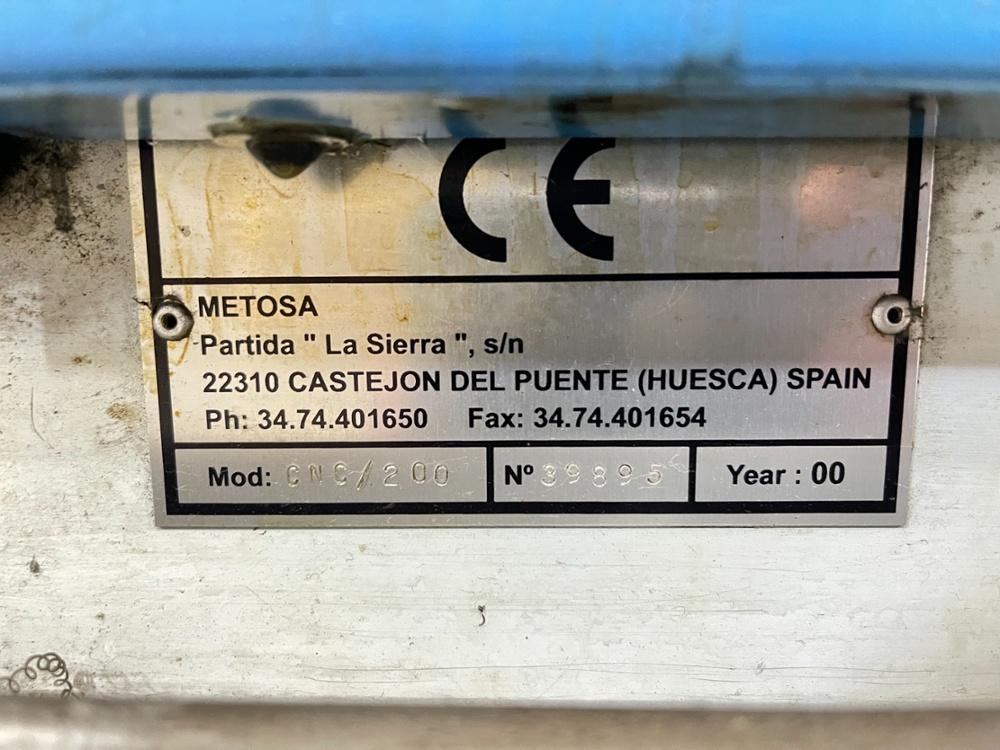 CE
METOSA
Partida " La Sierra ", s/n
22310 CASTEJON DEL PUENTE (HUESCA) SPAIN
Ph: 34.74.401650 Fax: 34.74.401654
Mod: CNC/200 Nº 39895 Year : 00